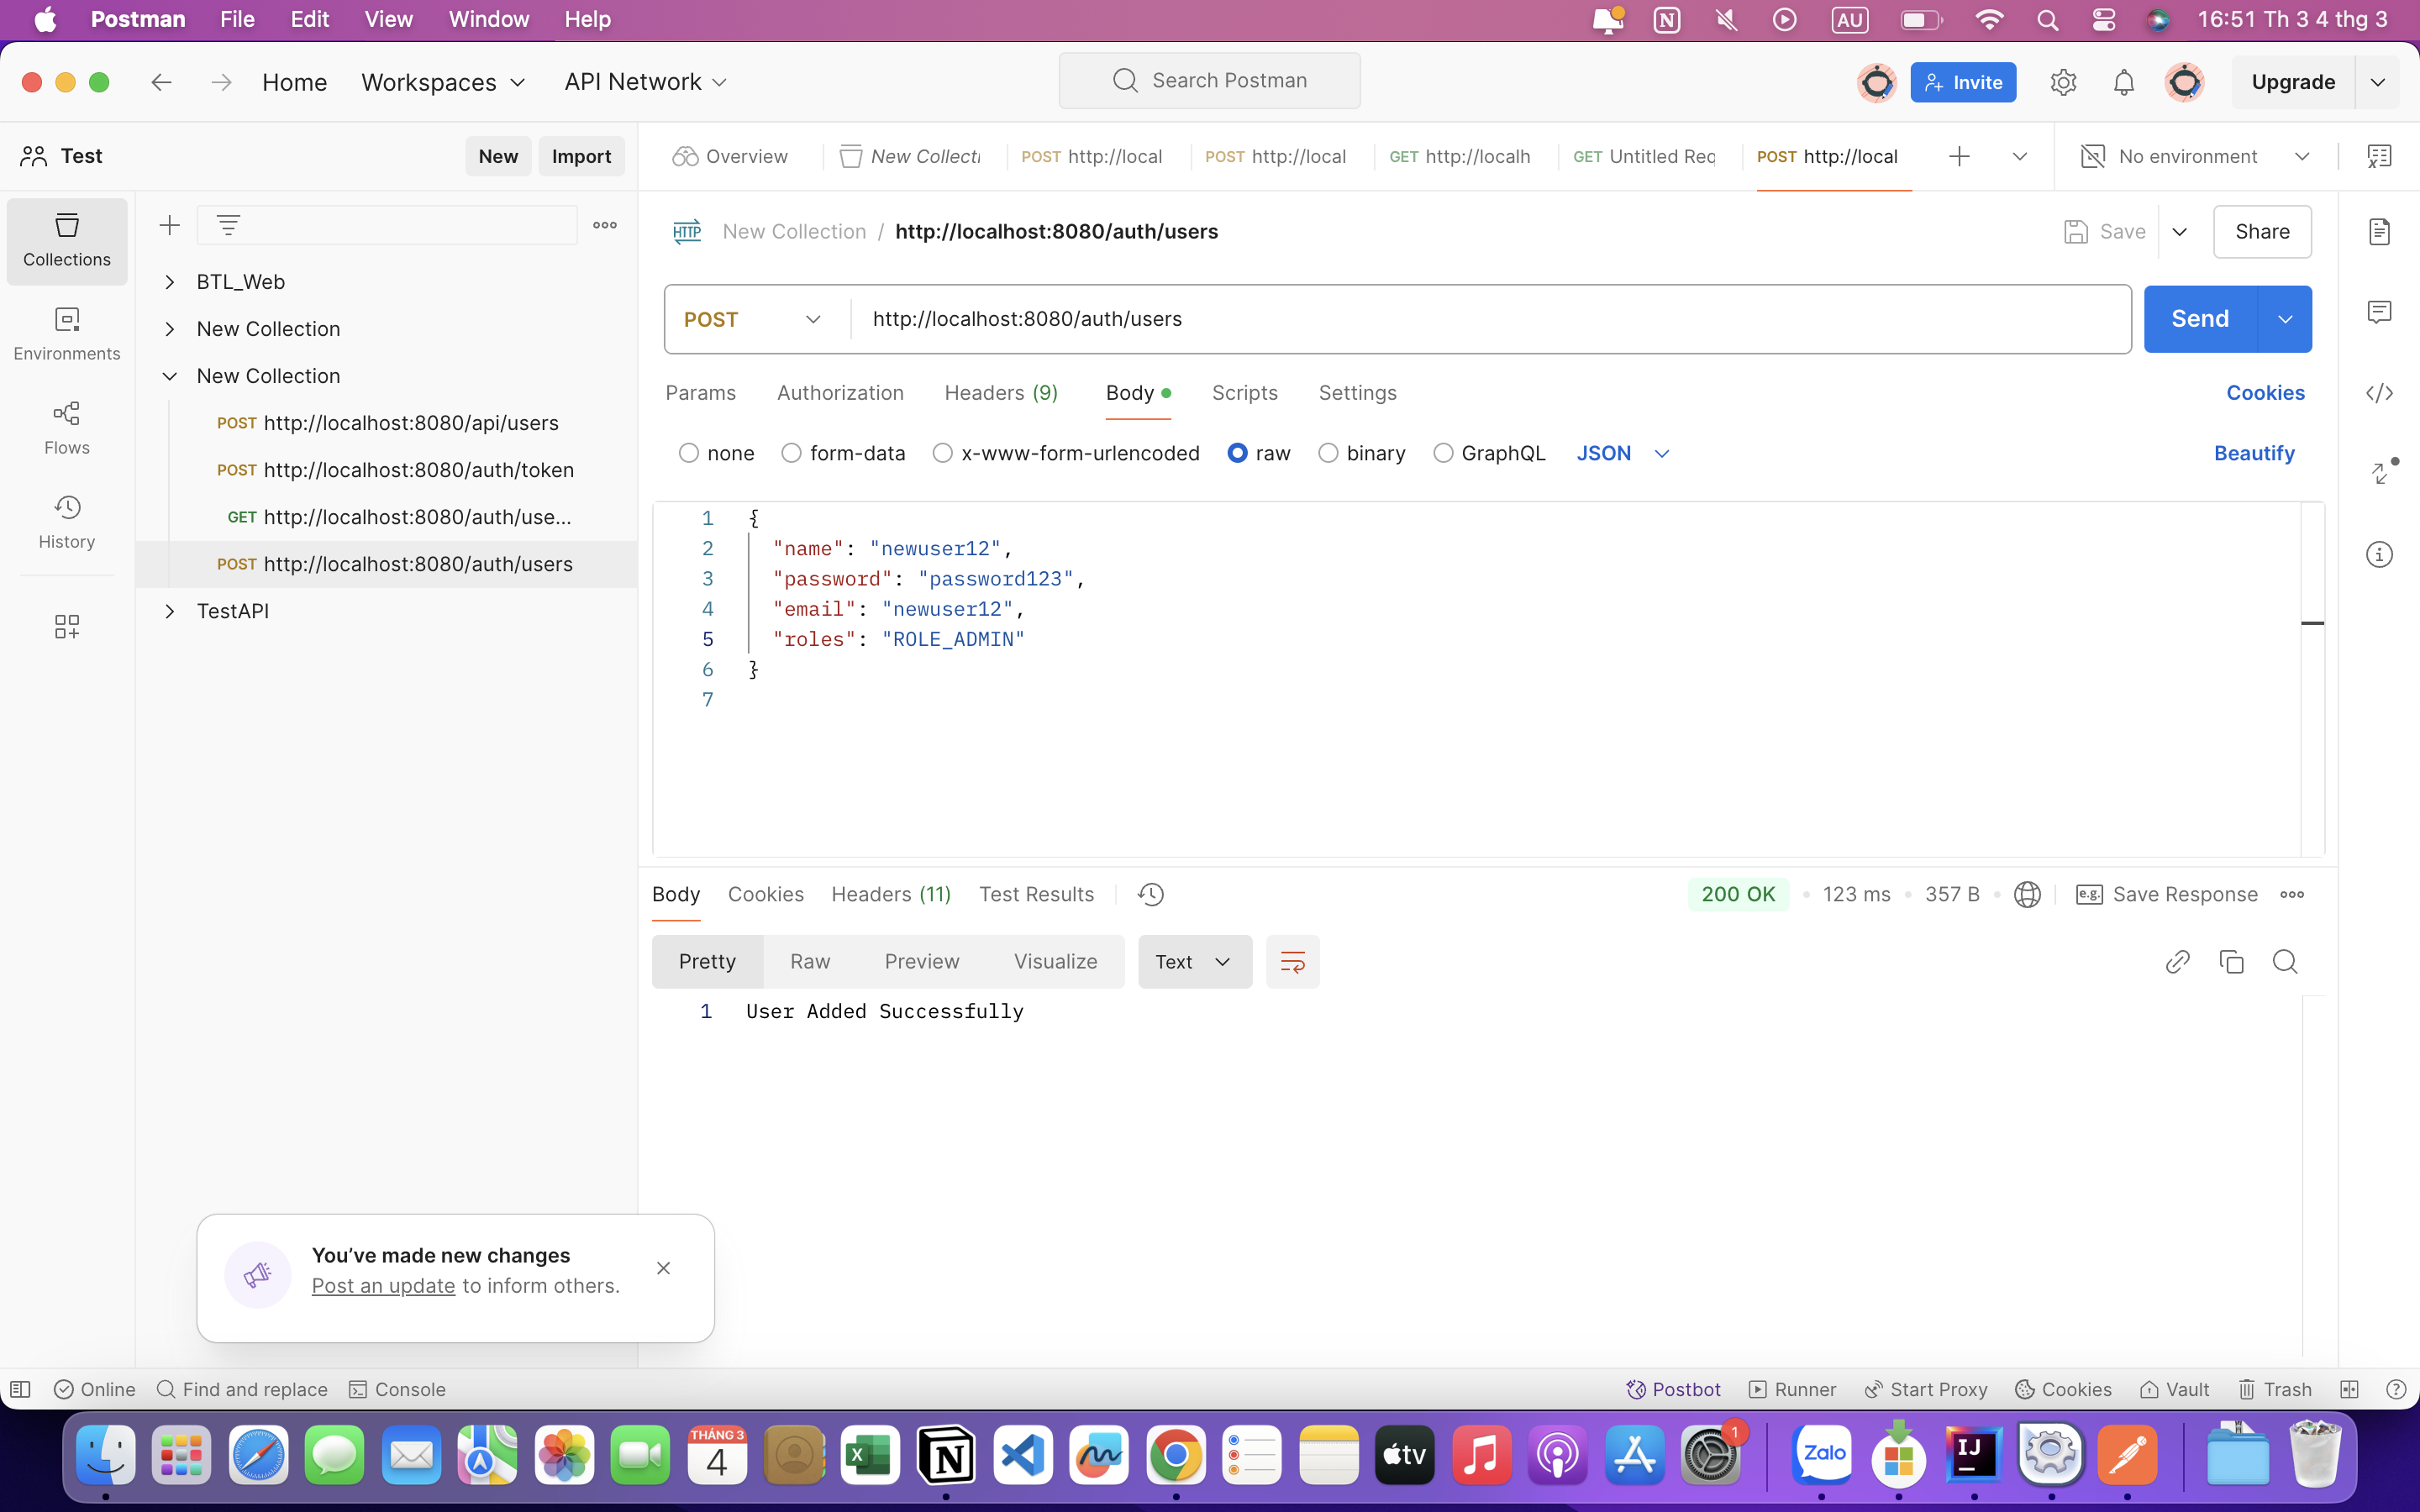 Postman File Edit View Window Help
AU
16:51 Th 3 4 thg 3
Home Workspaces API Network
Search Postman
Invite
Upgrade
Test
New Import
Overview
New Collecti
POST http://local
POST http://local
GET http://localh
GET Untitled Req
POST http://local
No environment
Collections
Environments
Flows
History
BTL_Web
New Collection
New Collection
POST http://localhost:8080/api/users
POST http://localhost:8080/auth/token
GET http://localhost:8080/auth/use...
POST http://localhost:8080/auth/users
TestAPI
HTTP New Collection / http://localhost:8080/auth/users
Save
Share
POST http://localhost:8080/auth/users
Send
Params Authorization Headers (9) Body Scripts Settings
Cookies
none form-data x-www-form-urlencoded raw binary GraphQL JSON
Beautify
1 {
2 "name": "newuser12",
3 "password": "password123",
4 "email": "newuser12",
5 "roles": "ROLE_ADMIN"
6 }
7
Body Cookies Headers (11) Test Results
200 OK 123 ms 357 B
e.g. Save Response
Pretty Raw Preview Visualize Text
1 User Added Successfully
You’ve made new changes
Post an update to inform others.
Online Find and replace Console
Postbot Runner Start Proxy Cookies Vault Trash
THÁNG 3
4
tv
1
Zalo
IJ